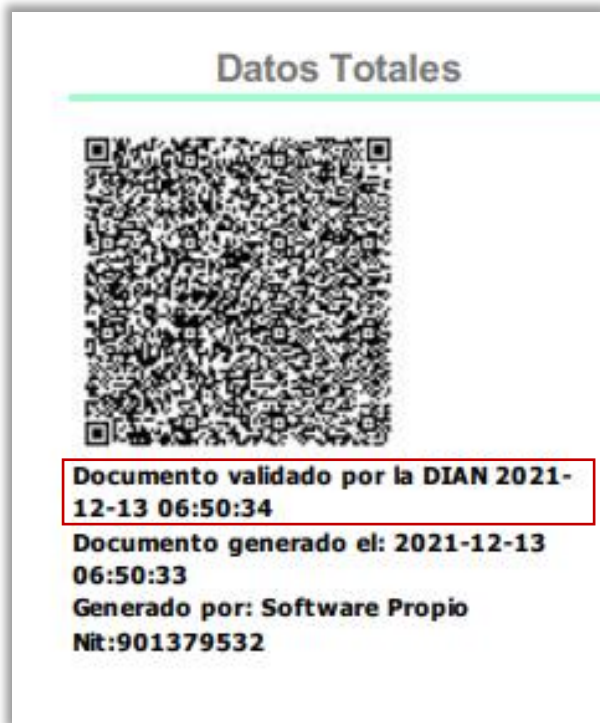 Datos Totales
Documento validado por la DIAN 2021-
12-13 06:50:34
Documento generado el: 2021-12-13
06:50:33
Generado por: Software Propio
Nit:901379532